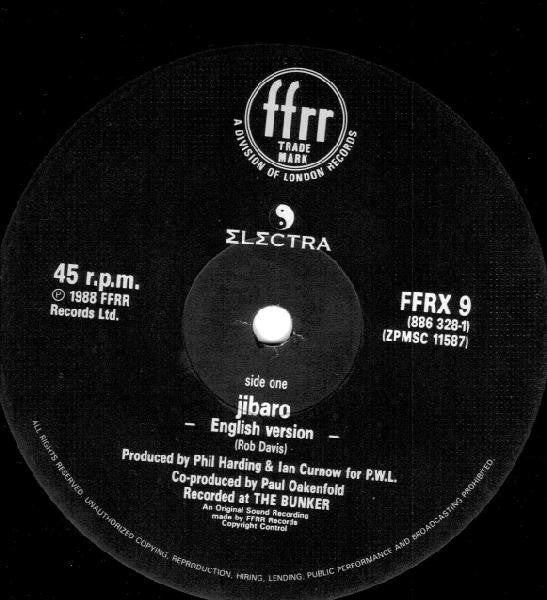 ffrr
TRADE
MARK
A DIVISION OF LONDON RECORDS
ΣLΣCTRA
45 r.p.m.
℗ 1988 FFRR
Records Ltd.
FFRX 9
(886 328-1)
(ZPMSC 11587)
side one
jibaro
– English version –
(Rob Davis)
Produced by Phil Harding & Ian Curnow for P.W.L.
Co-produced by Paul Oakenfold
Recorded at THE BUNKER
An Original Sound Recording
made by FFRR Records
Copyright Control
ALL RIGHTS RESERVED. UNAUTHORIZED COPYING, REPRODUCTION, HIRING, LENDING, PUBLIC PERFORMANCE AND BROADCASTING PROHIBITED.